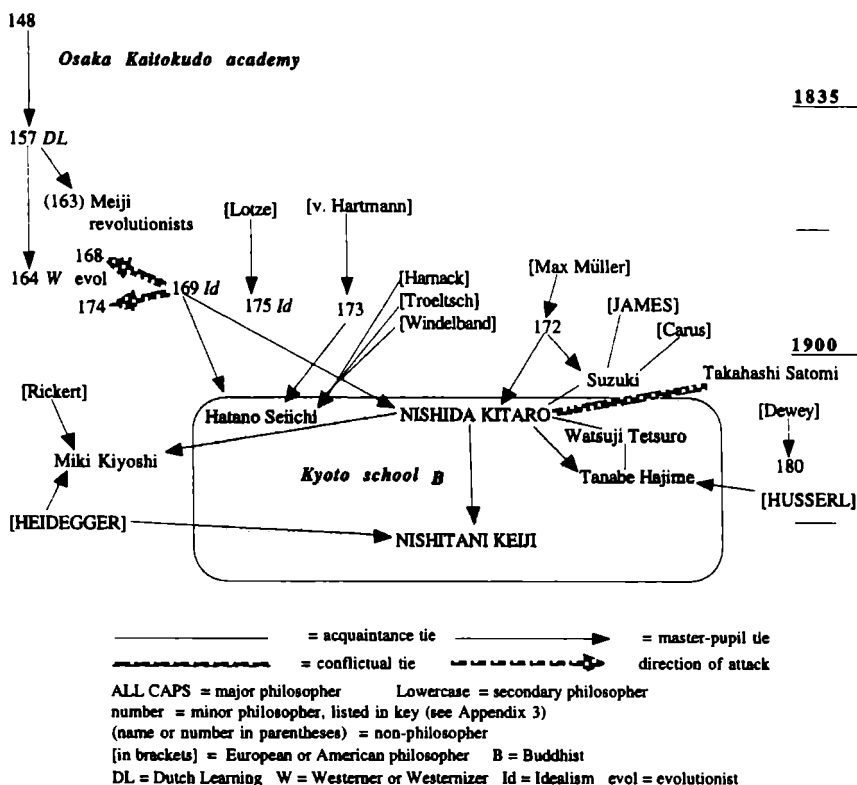 148
Osaka Kaitokudo academy
1835
157 DL
(163) Meiji
revolutionists
[Lotze]
[v. Hartmann]
168
164 W evol
169 Id
174
175 Id
173
[Harnack]
[Troeltsch]
[Windelband]
[Max Müller]
[JAMES]
172
[Carus]
1900
Suzuki
Takahashi Satomi
[Rickert]
Hatano Seiichi
NISHIDA KITARO
[Dewey]
Watsuji Tetsuro
Miki Kiyoshi
Kyoto school B
180
Tanabe Hajime
[HUSSERL]
[HEIDEGGER]
NISHITANI KEIJI
= acquaintance tie
= master-pupil tie
= conflictual tie
direction of attack
ALL CAPS = major philosopher Lowercase = secondary philosopher
number = minor philosopher, listed in key (see Appendix 3)
(name or number in parentheses) = non-philosopher
[in brackets] = European or American philosopher B = Buddhist
DL = Dutch Learning W = Westerner or Westernizer Id = Idealism evol = evolutionist